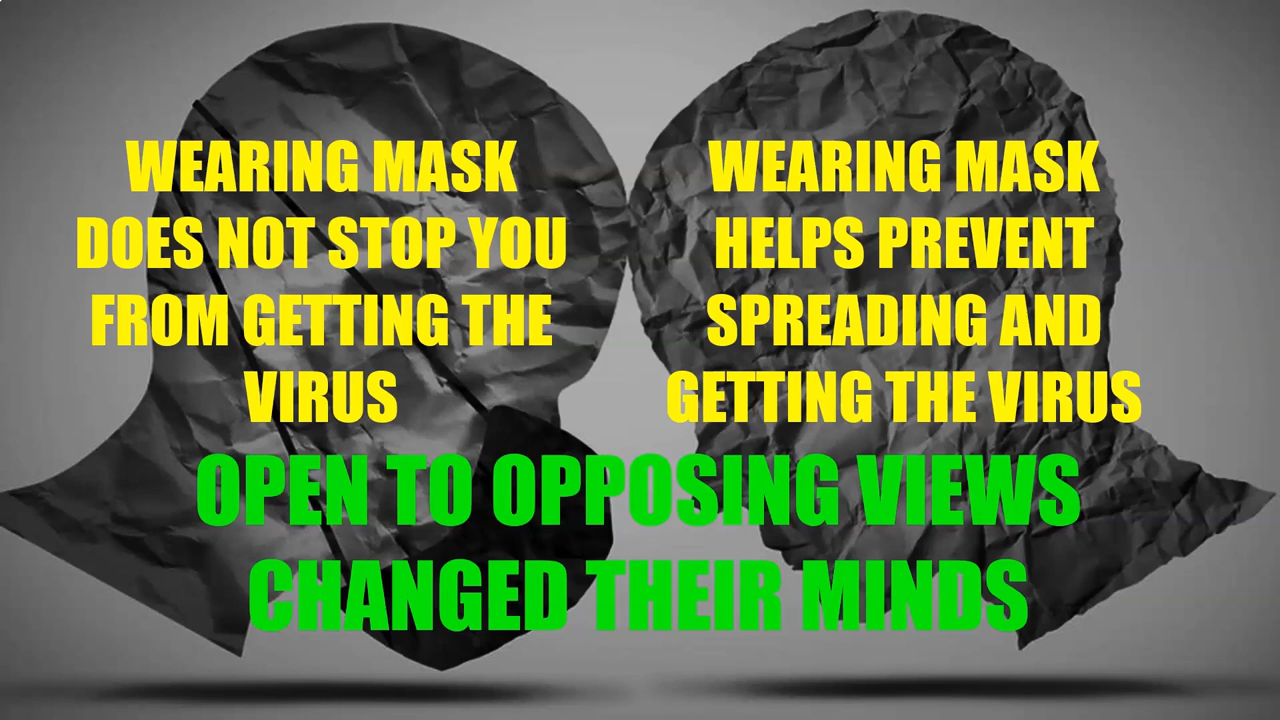 WEARING MASK
DOES NOT STOP YOU
FROM GETTING THE
VIRUS
WEARING MASK
HELPS PREVENT
SPREADING AND
GETTING THE VIRUS
OPEN TO OPPOSING VIEWS
CHANGED THEIR MINDS